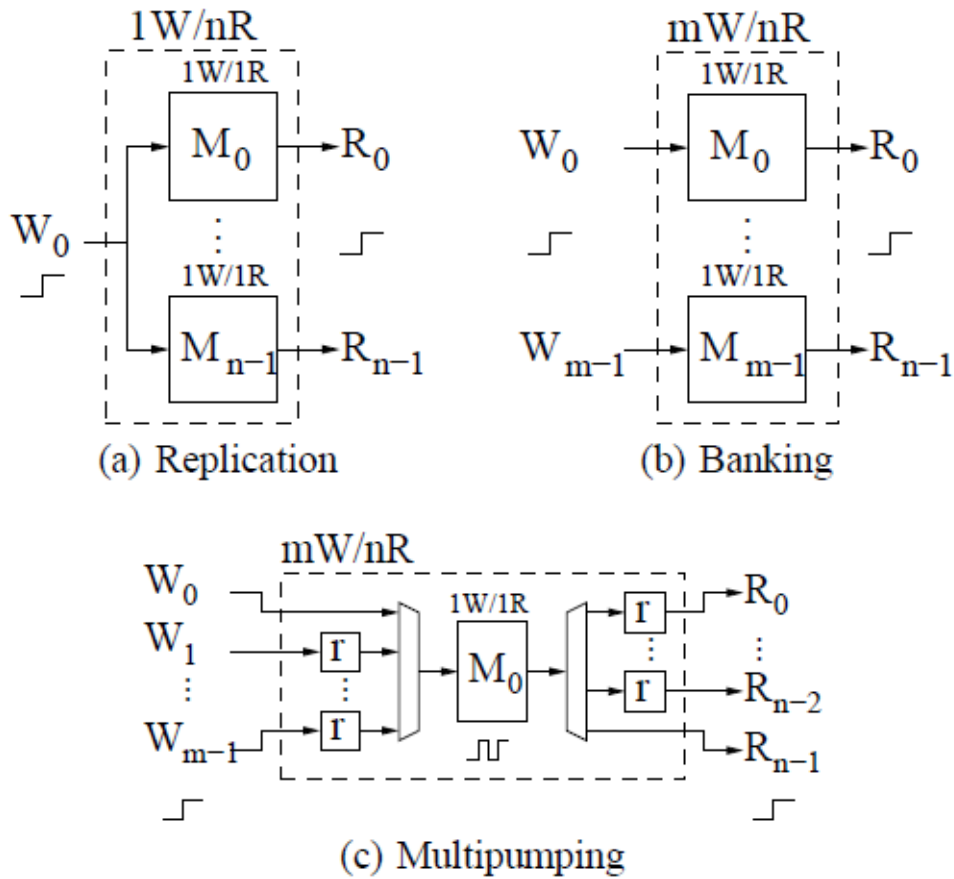 1W/nR
1W/1R
M0
R0
W0
1W/1R
Mn−1
Rn−1
(a) Replication
mW/nR
1W/1R
W0
M0
R0
1W/1R
Wm−1
Mm−1
Rn−1
(b) Banking
mW/nR
W0
W1
Wm−1
r
r
1W/1R
M0
r
r
R0
Rn−2
Rn−1
(c) Multipumping